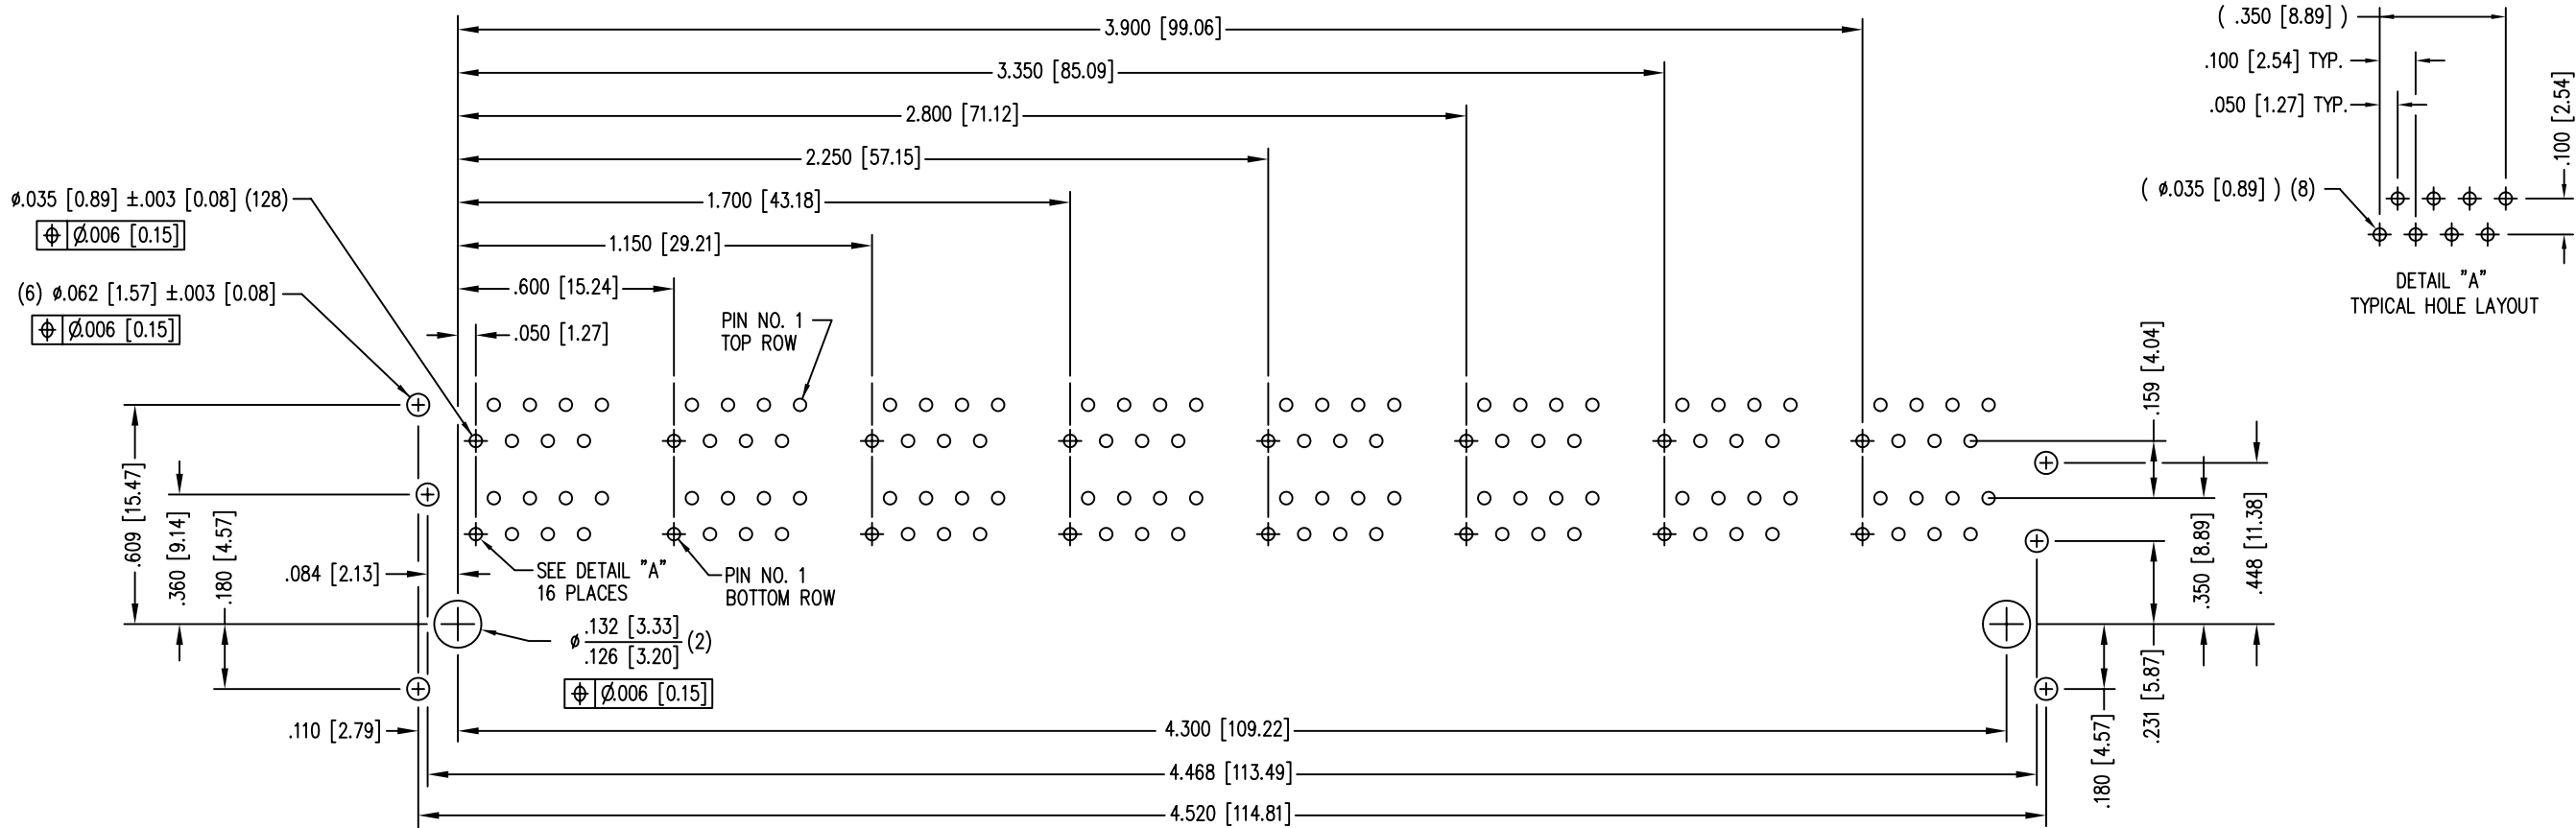 3.900 [99.06]
( .350 [8.89] )
3.350 [85.09]
.100 [2.54] TYP.
2.800 [71.12]
.050 [1.27] TYP.
.100 [2.54]
2.250 [57.15]
⌀.035 [0.89] ±.003 [0.08] (128)
1.700 [43.18]
( ⌀.035 [0.89] ) (8)
⌖ Ø.006 [0.15]
1.150 [29.21]
(6) ⌀.062 [1.57] ±.003 [0.08]
.600 [15.24]
DETAIL "A"
TYPICAL HOLE LAYOUT
⌖ Ø.006 [0.15]
.050 [1.27]
PIN NO. 1
TOP ROW
.159 [4.04]
.609 [15.47]
.360 [9.14]
.180 [4.57]
.084 [2.13]
SEE DETAIL "A"
16 PLACES
PIN NO. 1
BOTTOM ROW
.350 [8.89]
.448 [11.38]
⌀ .132 [3.33]
.126 [3.20] (2)
⌖ Ø.006 [0.15]
.231 [5.87]
.180 [4.57]
.110 [2.79]
4.300 [109.22]
4.468 [113.49]
4.520 [114.81]